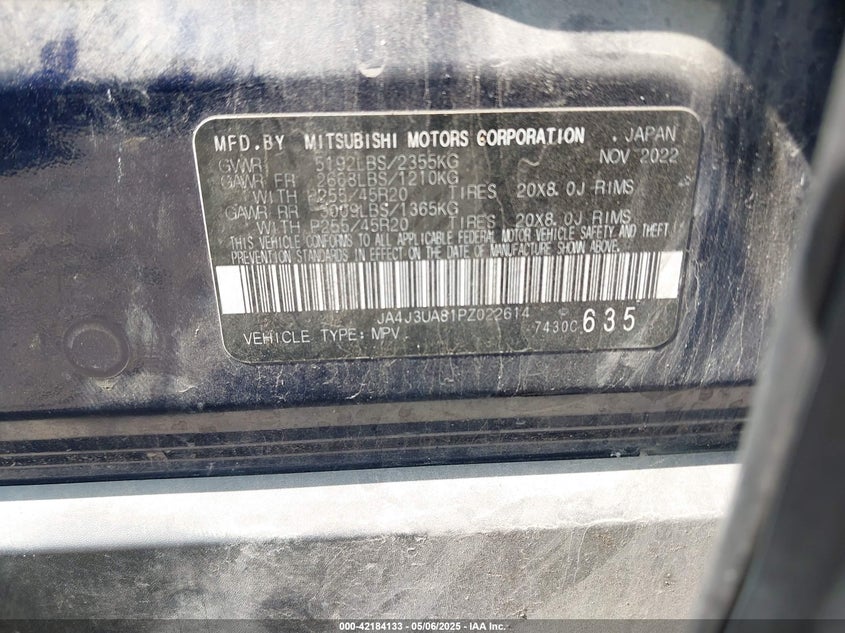 MFD.BY MITSUBISHI MOTORS CORPORATION . JAPAN
GVWR 5192LBS/2355KG NOV 2022
GAWR FR 2668LBS/1210KG
WITH P255/45R20 TIRES 20X8.0J RIMS
GAWR RR 3009LBS/1365KG
WITH P255/45R20 TIRES 20X8.0J RIMS
THIS VEHICLE CONFORMS TO ALL APPLICABLE FEDERAL MOTOR VEHICLE SAFETY AND THEFT
PREVENTION STANDARDS IN EFFECT ON THE DATE OF MANUFACTURE SHOWN ABOVE.
JA4J3UA81PZ022614
VEHICLE TYPE: MPV 7430C 635
000-42184133 - 05/06/2025 - IAA Inc.